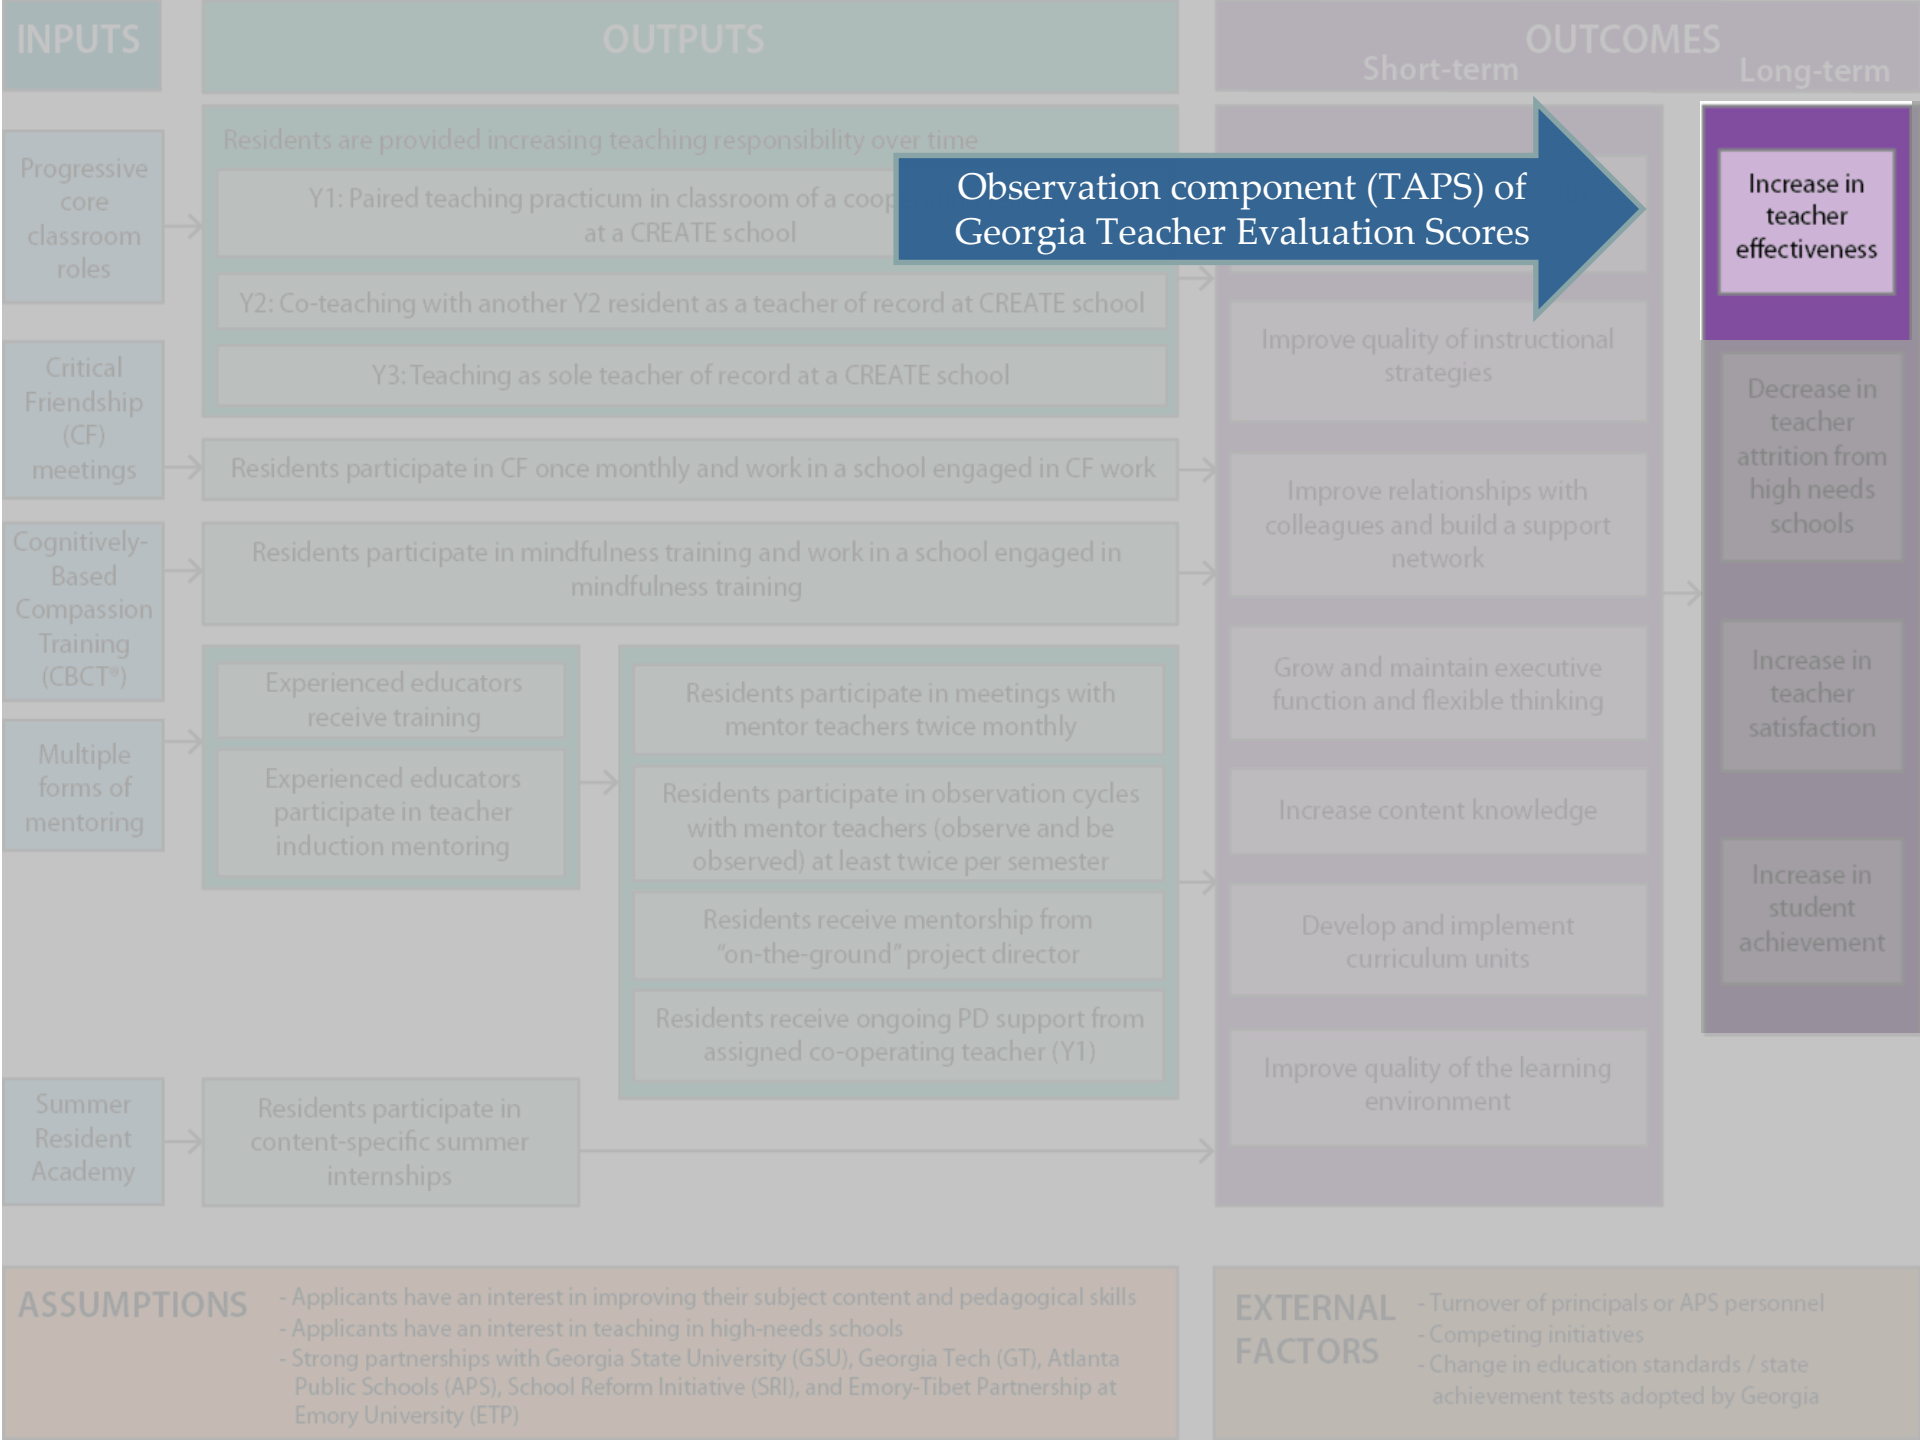 INPUTS
OUTPUTS
OUTCOMES
Short-term
Long-term
Progressive
core
classroom
roles
Residents are provided increasing teaching responsibility over time
Y1: Paired teaching practicum in classroom of a
at a CREATE school
Y2: Co-teaching with another Y2 resident as a teacher of record at CREATE school
Y3: Teaching as sole teacher of record at a CREATE school
Observation component (TAPS) of
Georgia Teacher Evaluation Scores
Increase in
teacher
effectiveness
Critical
Friendship
(CF)
meetings
Residents participate in CF once monthly and work in a school engaged in CF work
Cognitively-
Based
Compassion
Training
(CBCT®)
Residents participate in mindfulness training and work in a school engaged in
mindfulness training
Multiple
forms of
mentoring
Experienced educators
receive training
Experienced educators
participate in teacher
induction mentoring
Residents participate in meetings with
mentor teachers twice monthly
Residents participate in observation cycles
with mentor teachers (observe and be
observed) at least twice per semester
Residents receive mentorship from
“on-the-ground” project director
Residents receive ongoing PD support from
assigned co-operating teacher (Y1)
Summer
Resident
Academy
Residents participate in
content-specific summer
internships
Improve quality of instructional
strategies
Improve relationships with
colleagues and build a support
network
Grow and maintain executive
function and flexible thinking
Increase content knowledge
Develop and implement
curriculum units
Improve quality of the learning
environment
Decrease in
teacher
attrition from
high needs
schools
Increase in
teacher
satisfaction
Increase in
student
achievement
ASSUMPTIONS
- Applicants have an interest in improving their subject content and pedagogical skills
- Applicants have an interest in teaching in high-needs schools
- Strong partnerships with Georgia State University (GSU), Georgia Tech (GT), Atlanta
Public Schools (APS), School Reform Initiative (SRI), and Emory-Tibet Partnership at
Emory University (ETP)
EXTERNAL
FACTORS
- Turnover of principals or APS personnel
- Competing initiatives
- Change in education standards / state
achievement tests adopted by Georgia